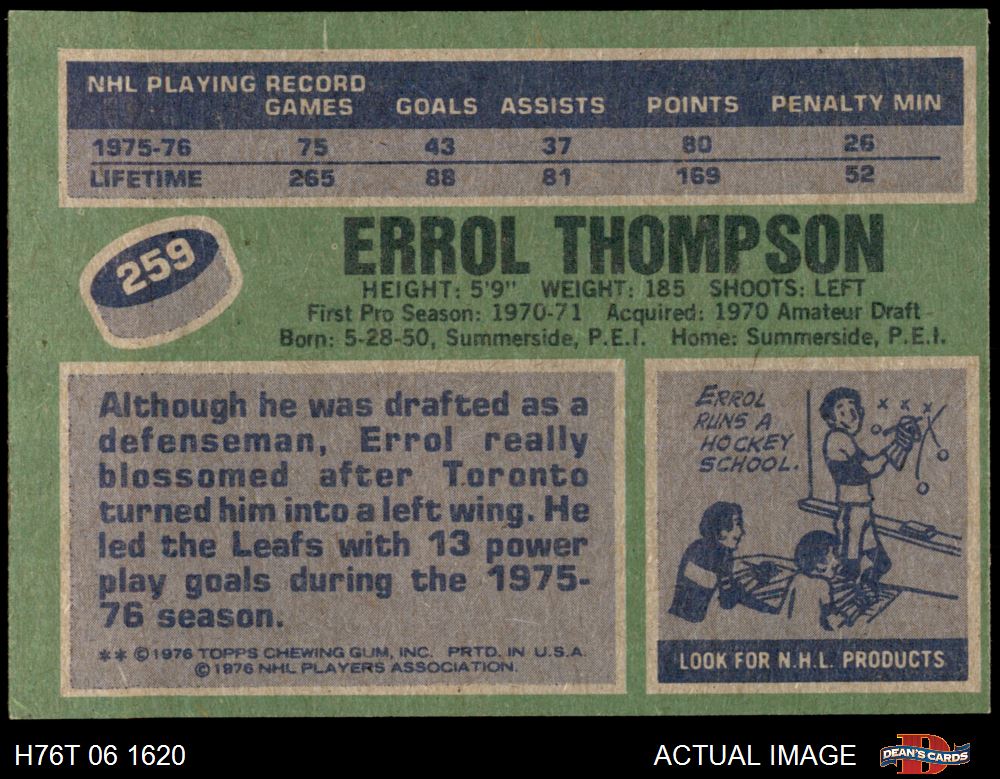 NHL PLAYING RECORD
GAMES GOALS ASSISTS POINTS PENALTY MIN
1975-76 75 43 37 80 26
LIFETIME 265 88 81 169 52
259
ERROL THOMPSON
HEIGHT: 5'9" WEIGHT: 185 SHOOTS: LEFT
First Pro Season: 1970-71 Acquired: 1970 Amateur Draft
Born: 5-28-50, Summerside, P.E.I. Home: Summerside, P.E.I.
Although he was drafted as a
defenseman, Errol really
blossomed after Toronto
turned him into a left wing. He
led the Leafs with 13 power
play goals during the 1975-
76 season.
** © 1976 TOPPS CHEWING GUM, INC. PRTD. IN U.S.A.
© 1976 NHL PLAYERS ASSOCIATION.
ERROL
RUNS A
HOCKEY
SCHOOL.
x x x
LOOK FOR N.H.L. PRODUCTS
H76T 06 1620
ACTUAL IMAGE
D
DEAN'S CARDS